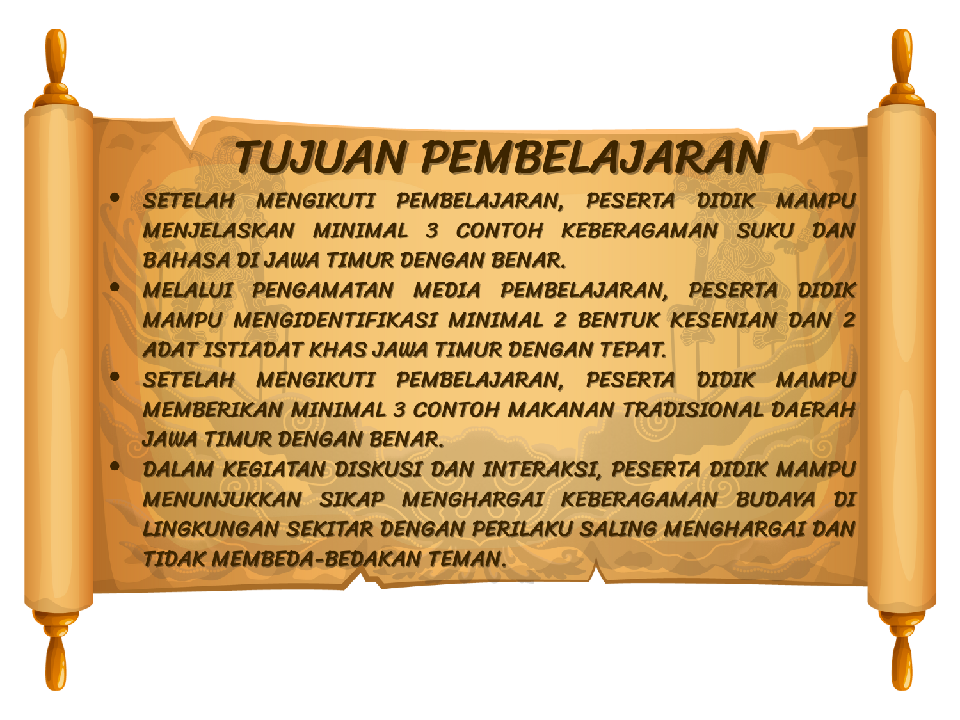 TUJUAN PEMBELAJARAN
• SETELAH MENGIKUTI PEMBELAJARAN, PESERTA DIDIK MAMPU
MENJELASKAN MINIMAL 3 CONTOH KEBERAGAMAN SUKU DAN
BAHASA DI JAWA TIMUR DENGAN BENAR.
• MELALUI PENGAMATAN MEDIA PEMBELAJARAN, PESERTA DIDIK
MAMPU MENGIDENTIFIKASI MINIMAL 2 BENTUK KESENIAN DAN 2
ADAT ISTIADAT KHAS JAWA TIMUR DENGAN TEPAT.
• SETELAH MENGIKUTI PEMBELAJARAN, PESERTA DIDIK MAMPU
MEMBERIKAN MINIMAL 3 CONTOH MAKANAN TRADISIONAL DAERAH
JAWA TIMUR DENGAN BENAR.
• DALAM KEGIATAN DISKUSI DAN INTERAKSI, PESERTA DIDIK MAMPU
MENUNJUKKAN SIKAP MENGHARGAI KEBERAGAMAN BUDAYA DI
LINGKUNGAN SEKITAR DENGAN PERILAKU SALING MENGHARGAI DAN
TIDAK MEMBEDA-BEDAKAN TEMAN.